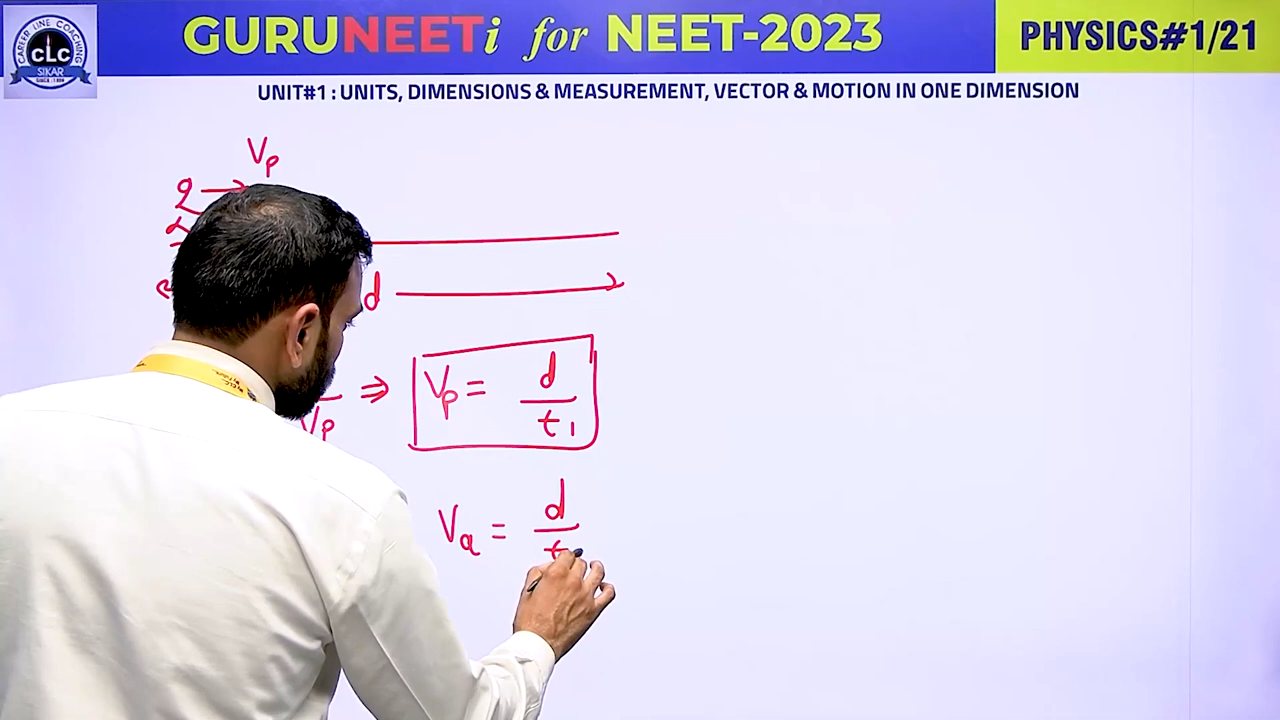 GURUNEETi for NEET-2023
PHYSICS#1/21
CAREER LINE COACHING
CLC
SIKAR
UNIT#1 : UNITS, DIMENSIONS & MEASUREMENT, VECTOR & MOTION IN ONE DIMENSION
Vp
d
Vp ⇒ Vp = d/t1
Va = d/t